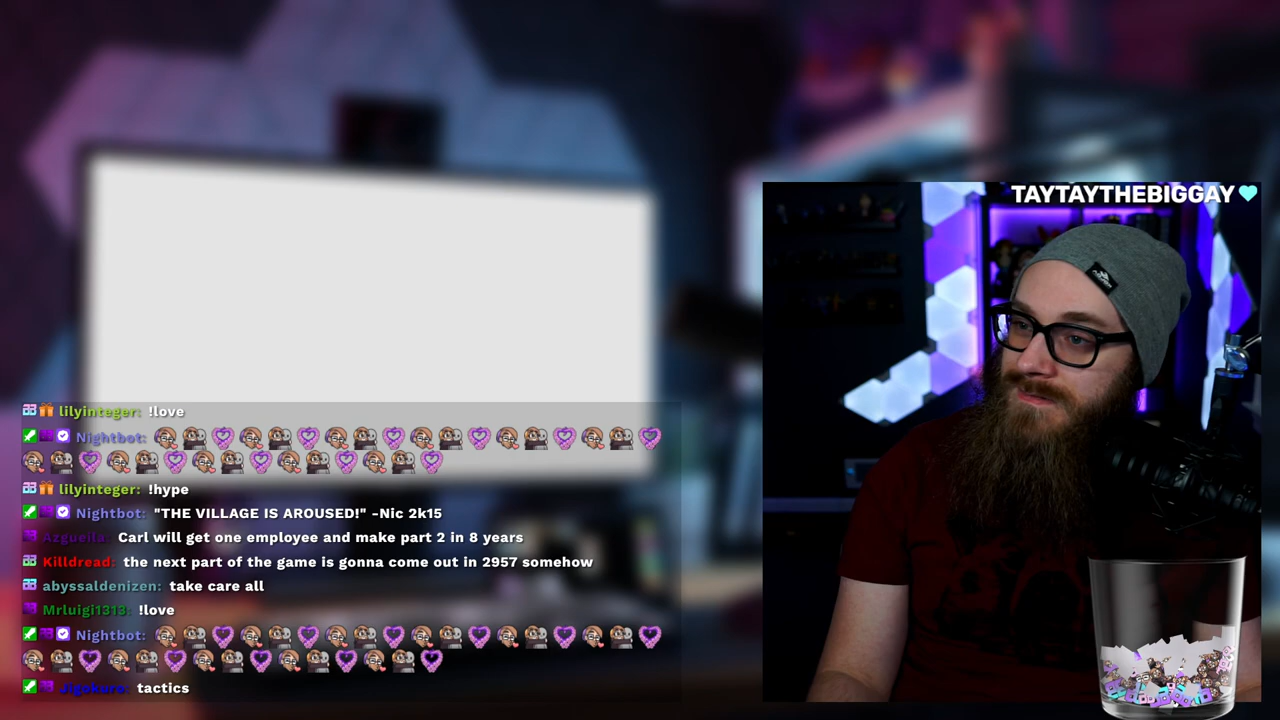 TAYTAYTHEBIGGAY
lilyinteger: !love
Nightbot:
lilyinteger: !hype
Nightbot: "THE VILLAGE IS AROUSED!" -Nic 2k15
Azgueila: Carl will get one employee and make part 2 in 8 years
Killdread: the next part of the game is gonna come out in 2957 somehow
abyssaldenizen: take care all
Mrluigi1313: !love
Nightbot:
Jigokuro: tactics